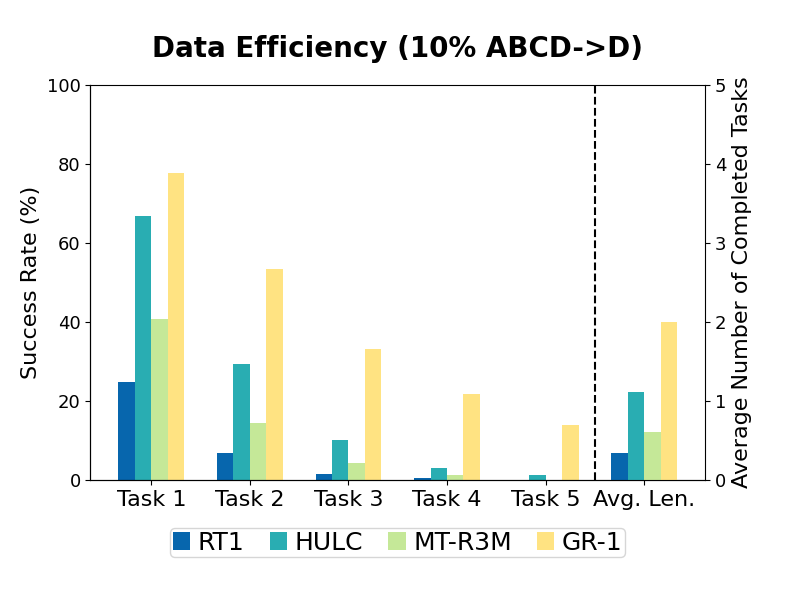 Data Efficiency (10% ABCD->D)
Success Rate (%)
100
80
60
40
20
0
Average Number of Completed Tasks
5
4
3
2
1
0
Task 1 Task 2 Task 3 Task 4 Task 5 Avg. Len.
RT1 HULC MT-R3M GR-1